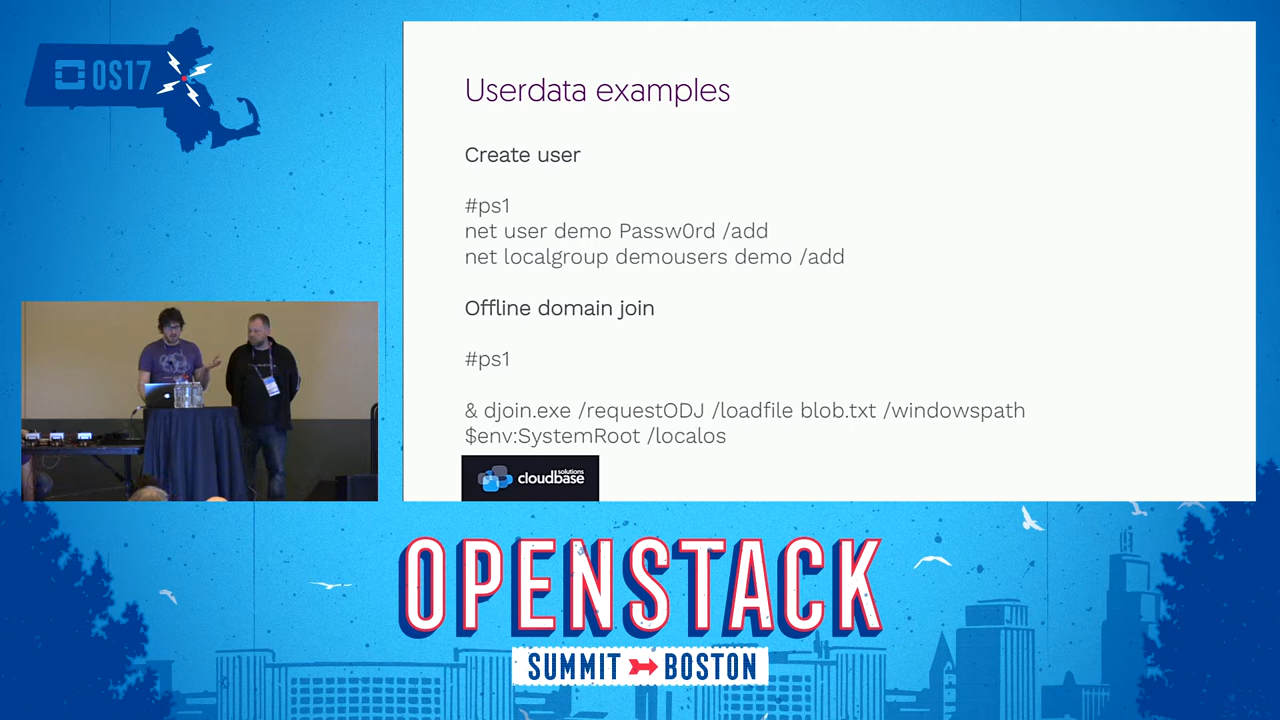 OS17
Userdata examples
Create user
#ps1
net user demo Passw0rd /add
net localgroup demousers demo /add
Offline domain join
#ps1
& djoin.exe /requestODJ /loadfile blob.txt /windowspath
$env:SystemRoot /localos
solutions
cloudbase
OPENSTACK
SUMMIT BOSTON